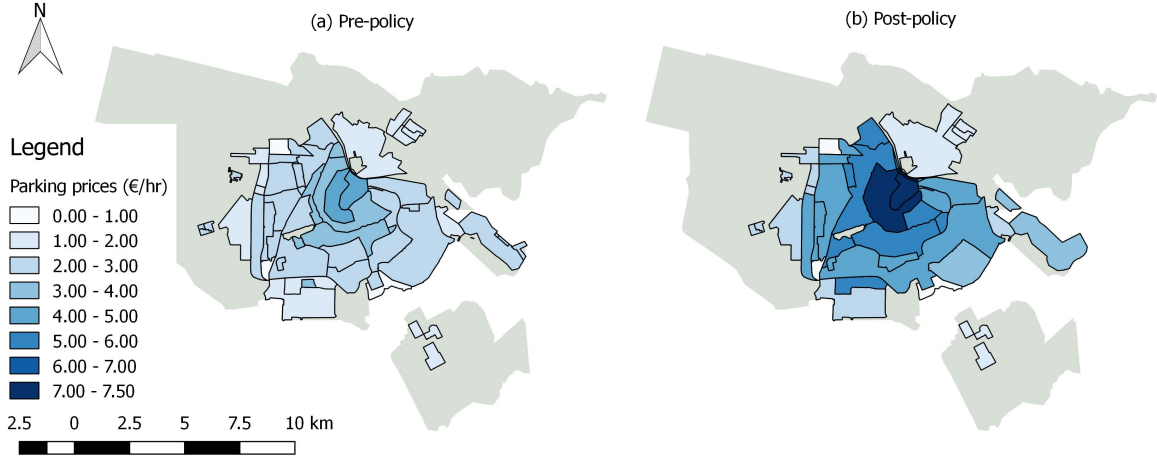 N
(a) Pre-policy
(b) Post-policy
Legend
Parking prices (€/hr)
0.00 - 1.00
1.00 - 2.00
2.00 - 3.00
3.00 - 4.00
4.00 - 5.00
5.00 - 6.00
6.00 - 7.00
7.00 - 7.50
2.5 0 2.5 5 7.5 10 km